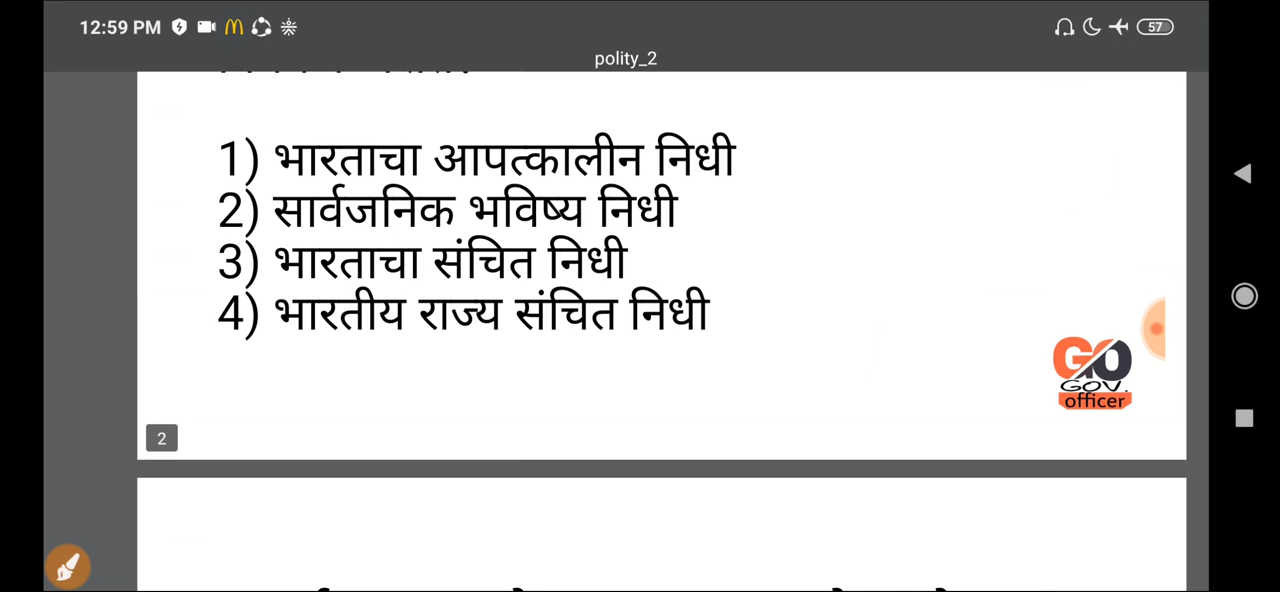 12:59 PM
57
polity_2
1) भारताचा आपत्कालीन निधी
2) सार्वजनिक भविष्य निधी
3) भारताचा संचित निधी
4) भारतीय राज्य संचित निधी
GO
GOV.
officer
2